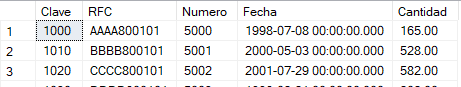 Clave RFC Numero Fecha Cantidad
1 1000 AAAA800101 5000 1998-07-08 00:00:00.000 165.00
2 1010 BBBB800101 5001 2000-05-03 00:00:00.000 528.00
3 1020 CCCC800101 5002 2001-07-29 00:00:00.000 582.00